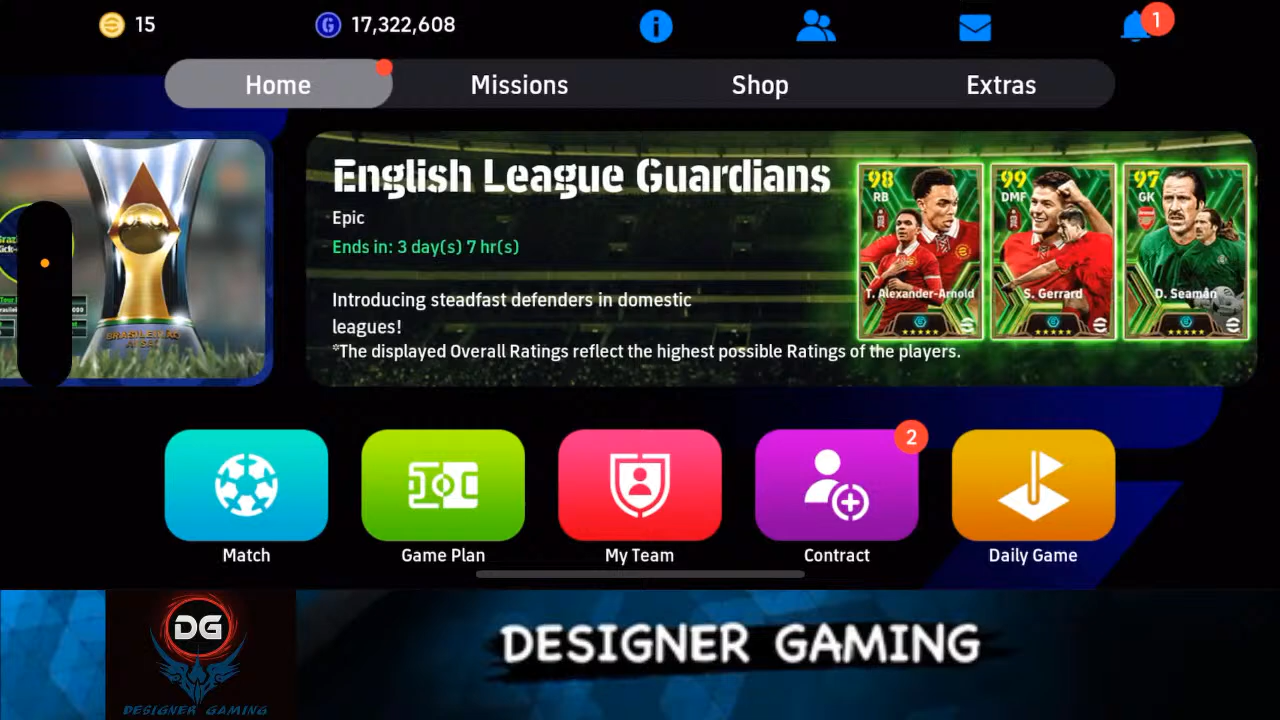 15
17,322,608
1
Home
Missions
Shop
Extras
English League Guardians
Epic
Ends in: 3 day(s) 7 hr(s)
Introducing steadfast defenders in domestic
leagues!
*The displayed Overall Ratings reflect the highest possible Ratings of the players.
98
RB
T. Alexander-Arnold
99
DMF
S. Gerrard
97
GK
D. Seaman
2
Match
Game Plan
My Team
Contract
Daily Game
DG
DESIGNER GAMING
DESIGNER GAMING